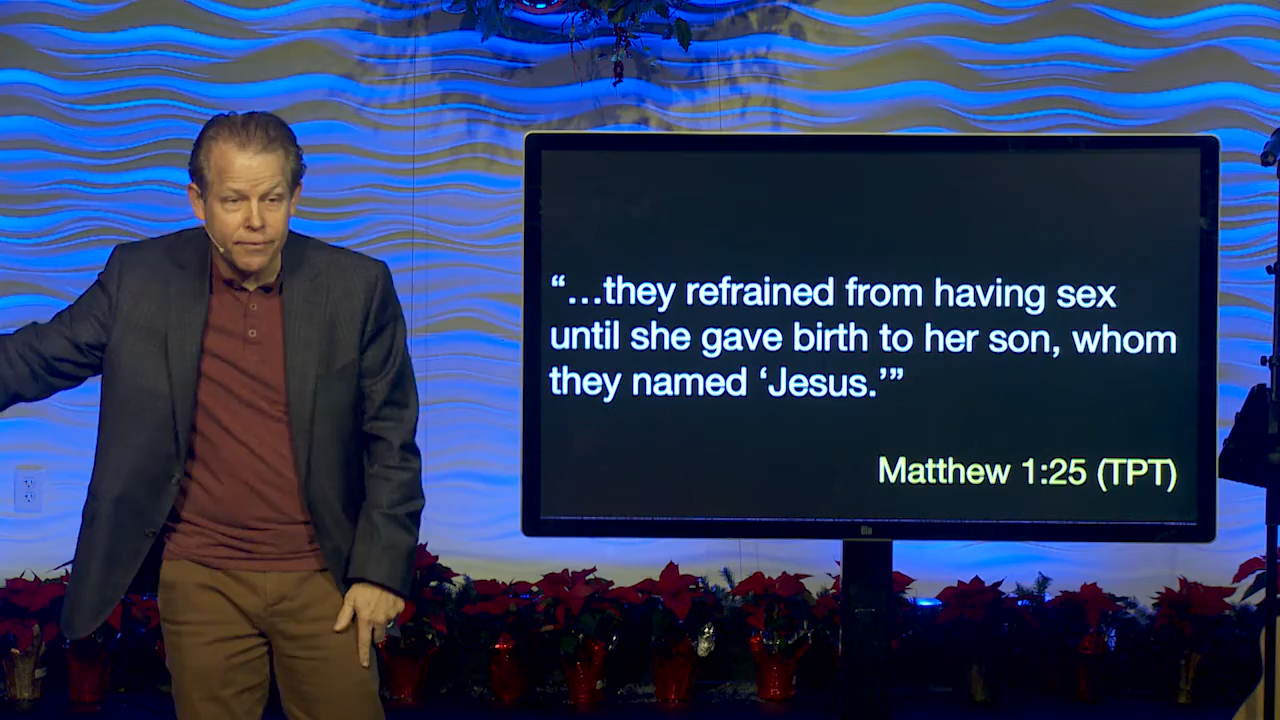 “…they refrained from having sex
until she gave birth to her son, whom
they named ‘Jesus.’”
Matthew 1:25 (TPT)
elo